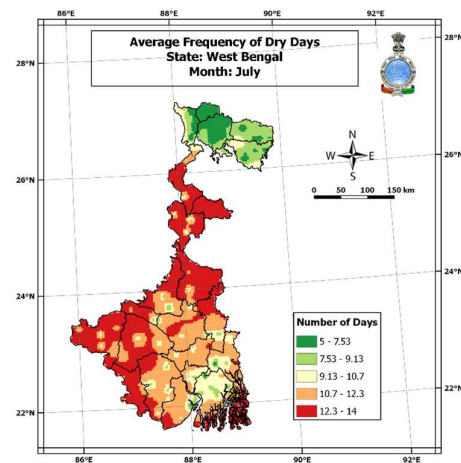 86°E 88°E 90°E 92°E
Average Frequency of Dry Days
State: West Bengal
Month: July
28°N 28°N
N
W E
S
26°N 26°N
0 50 100 150 km
24°N 24°N
Number of Days
5 - 7.53
7.53 - 9.13
9.13 - 10.7
10.7 - 12.3
12.3 - 14
22°N 22°N
86°E 88°E 90°E 92°E